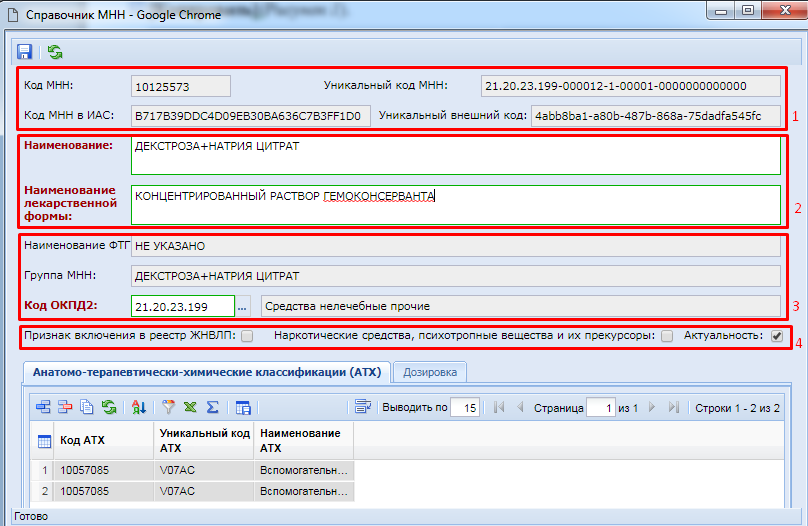 Справочник МНН - Google Chrome
Код МНН: 10125573 Уникальный код МНН: 21.20.23.199-000012-1-00001-0000000000000
Код МНН в ИАС: B717B39DDC4D09EB30BA636C7B3FF1D0 Уникальный внешний код: 4abb8ba1-a80b-487b-868a-75dadfa545fc 1
Наименование: ДЕКСТРОЗА+НАТРИЯ ЦИТРАТ
Наименование КОНЦЕНТРИРОВАННЫЙ РАСТВОР ГЕМОКОНСЕРВАНТА
лекарственной 2
формы:
Наименование ФТГ НЕ УКАЗАНО
Группа МНН: ДЕКСТРОЗА+НАТРИЯ ЦИТРАТ
Код ОКПД2: 21.20.23.199 ... Средства нелечебные прочие 3
Признак включения в реестр ЖНВЛП: Наркотические средства, психотропные вещества и их прекурсоры: Актуальность: 4
Анатомо-терапевтически-химические классификации (АТХ) Дозировка
Выводить по 15 Страница 1 из 1 Строки 1 - 2 из 2
Код АТХ Уникальный код АТХ Наименование АТХ
1 10057085 V07AC Вспомогательн...
2 10057085 V07AC Вспомогательн...
Готово